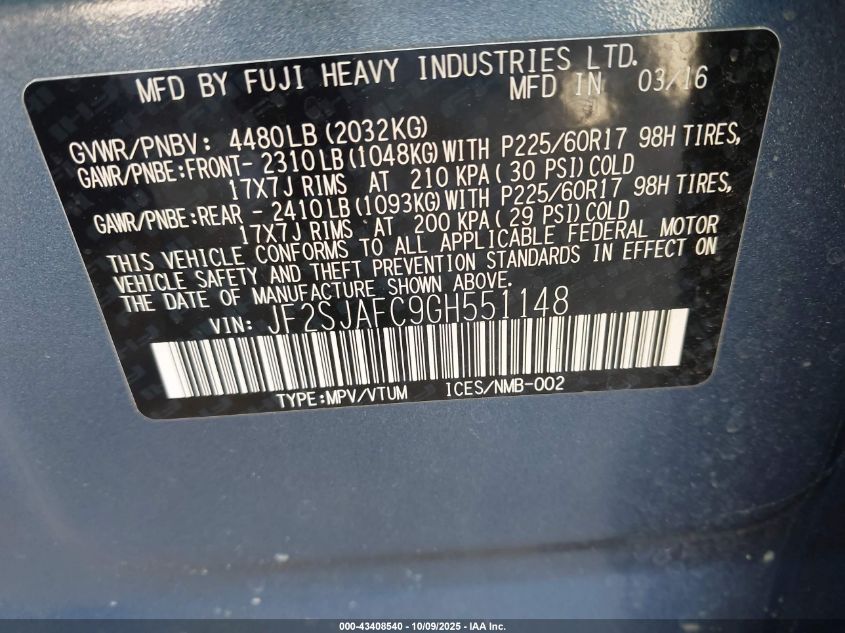 MFD BY FUJI HEAVY INDUSTRIES LTD.
MFD IN 03/16
GVWR/PNBV: 4480LB (2032KG)
GAWR/PNBE:FRONT- 2310LB (1048KG) WITH P225/60R17 98H TIRES,
17X7J RIMS AT 210 KPA( 30 PSI) COLD
GAWR/PNBE:REAR - 2410LB (1093KG) WITH P225/60R17 98H TIRES,
17X7J RIMS AT 200 KPA( 29 PSI) COLD
THIS VEHICLE CONFORMS TO ALL APPLICABLE FEDERAL MOTOR
VEHICLE SAFETY AND THEFT PREVENTION STANDARDS IN EFFECT ON
THE DATE OF MANUFACTURE SHOWN ABOVE.
VIN: JF2SJAFC9GH551148
TYPE:MPV/VTUM ICES/NMB-002
000-43408540 - 10/09/2025 - IAA Inc.